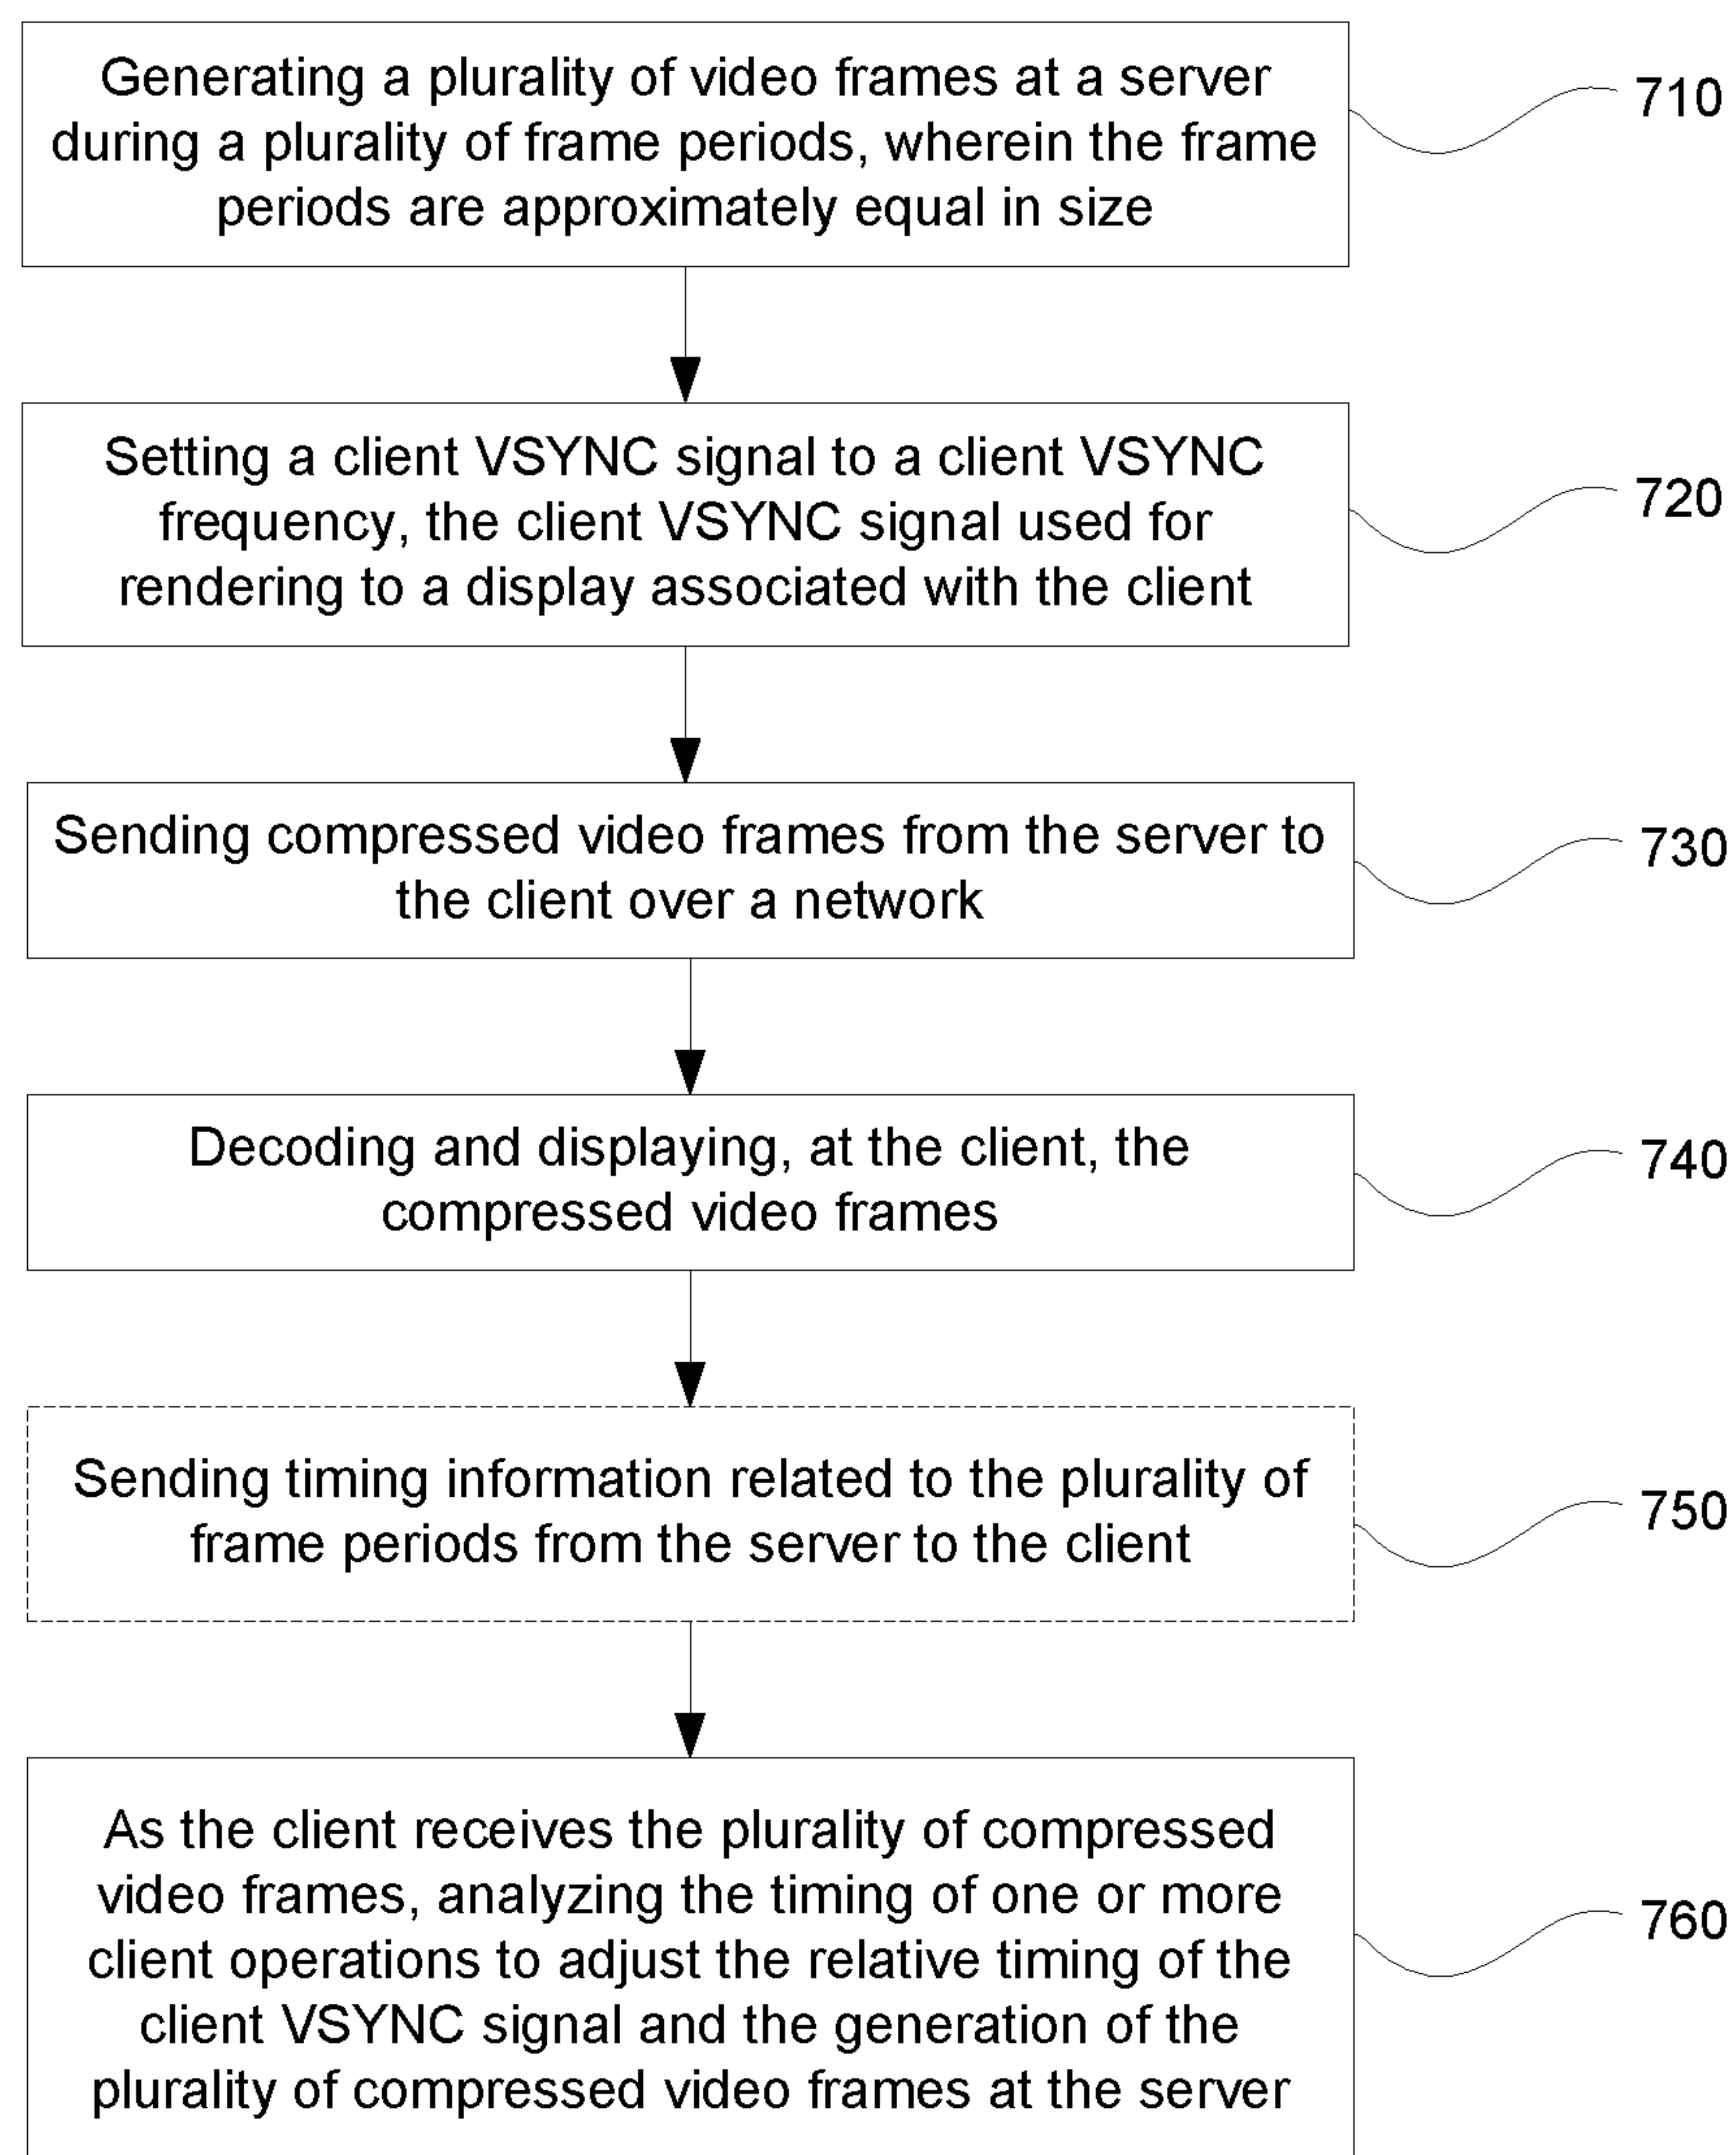 Generating a plurality of video frames at a server
during a plurality of frame periods, wherein the frame
periods are approximately equal in size
710
Setting a client VSYNC signal to a client VSYNC
frequency, the client VSYNC signal used for
rendering to a display associated with the client
720
Sending compressed video frames from the server to
the client over a network
730
Decoding and displaying, at the client, the
compressed video frames
740
Sending timing information related to the plurality of
frame periods from the server to the client
750
As the client receives the plurality of compressed
video frames, analyzing the timing of one or more
client operations to adjust the relative timing of the
client VSYNC signal and the generation of the
plurality of compressed video frames at the server
760